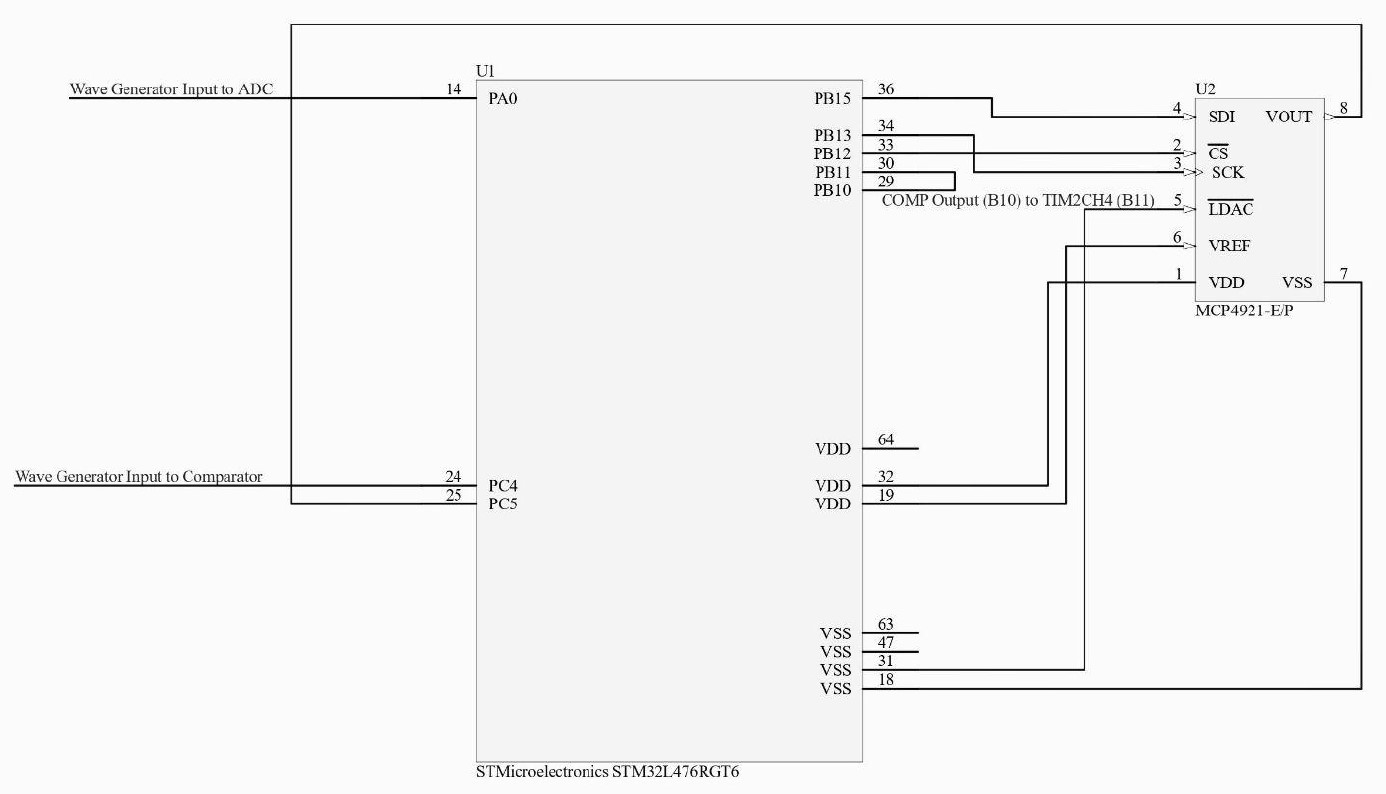 U1
Wave Generator Input to ADC
14
PA0
PB15
36
U2
4
SDI
VOUT
8
PB13
34
PB12
33
2
CS
PB11
30
3
SCK
PB10
29
COMP Output (B10) to TIM2CH4 (B11)
5
LDAC
6
VREF
1
VDD
VSS
7
MCP4921-E/P
VDD
64
Wave Generator Input to Comparator
24
PC4
VDD
32
25
PC5
VDD
19
VSS
63
VSS
47
VSS
31
VSS
18
STMicroelectronics STM32L476RGT6